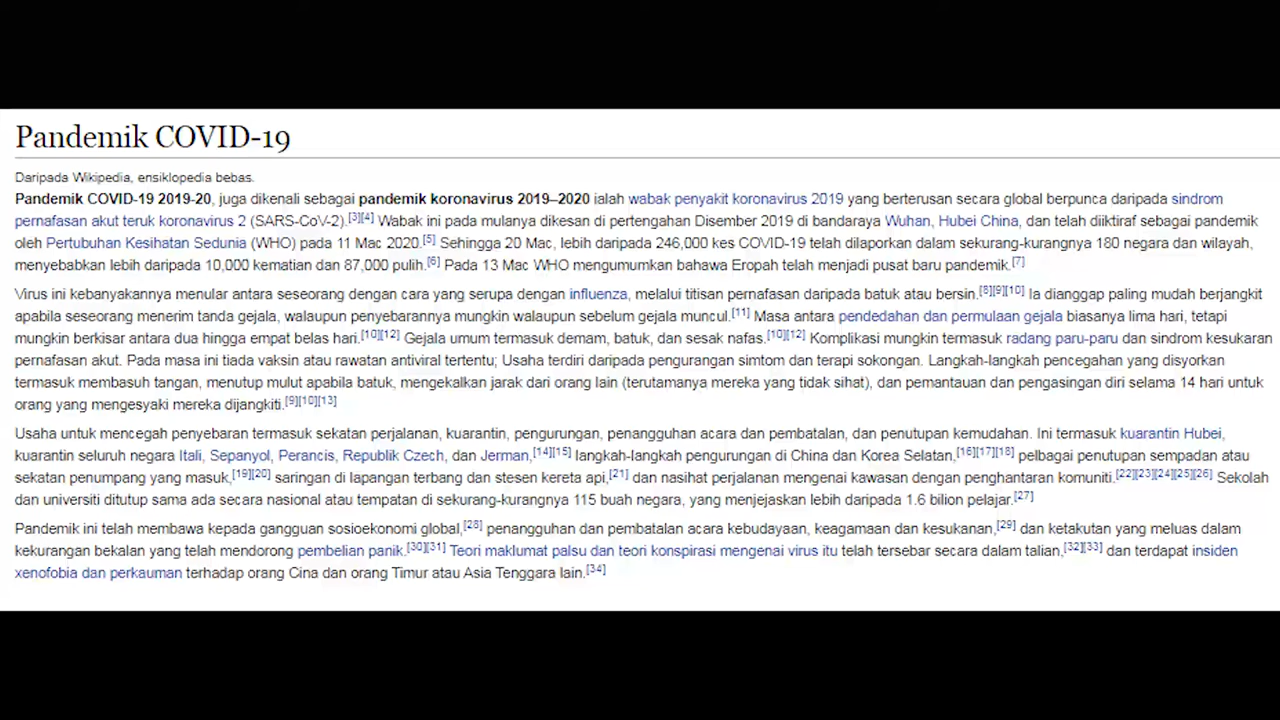 Pandemik COVID-19
Daripada Wikipedia, ensiklopedia bebas.
Pandemik COVID-19 2019-20, juga dikenali sebagai pandemik koronavirus 2019–2020 ialah wabak penyakit koronavirus 2019 yang berterusan secara global berpunca daripada sindrom
pernafasan akut teruk koronavirus 2 (SARS-CoV-2).[3][4] Wabak ini pada mulanya dikesan di pertengahan Disember 2019 di bandaraya Wuhan, Hubei China, dan telah diiktiraf sebagai pandemik
oleh Pertubuhan Kesihatan Sedunia (WHO) pada 11 Mac 2020.[5] Sehingga 20 Mac, lebih daripada 246,000 kes COVID-19 telah dilaporkan dalam sekurang-kurangnya 180 negara dan wilayah,
menyebabkan lebih daripada 10,000 kematian dan 87,000 pulih.[6] Pada 13 Mac WHO mengumumkan bahawa Eropah telah menjadi pusat baru pandemik.[7]
Virus ini kebanyakannya menular antara seseorang dengan cara yang serupa dengan influenza, melalui titisan pernafasan daripada batuk atau bersin.[8][9][10] Ia dianggap paling mudah berjangkit
apabila seseorang menerim tanda gejala, walaupun penyebarannya mungkin walaupun sebelum gejala muncul.[11] Masa antara pendedahan dan permulaan gejala biasanya lima hari, tetapi
mungkin berkisar antara dua hingga empat belas hari.[10][12] Gejala umum termasuk demam, batuk, dan sesak nafas.[10][12] Komplikasi mungkin termasuk radang paru-paru dan sindrom kesukaran
pernafasan akut. Pada masa ini tiada vaksin atau rawatan antiviral tertentu; Usaha terdiri daripada pengurangan simtom dan terapi sokongan. Langkah-langkah pencegahan yang disyorkan
termasuk membasuh tangan, menutup mulut apabila batuk, mengekalkan jarak dari orang lain (terutamanya mereka yang tidak sihat), dan pemantauan dan pengasingan diri selama 14 hari untuk
orang yang mengesyaki mereka dijangkiti.[9][10][13]
Usaha untuk mencegah penyebaran termasuk sekatan perjalanan, kuarantin, pengurungan, penangguhan acara dan pembatalan, dan penutupan kemudahan. Ini termasuk kuarantin Hubei,
kuarantin seluruh negara Itali, Sepanyol, Perancis, Republik Czech, dan Jerman,[14][15] langkah-langkah pengurungan di China dan Korea Selatan,[16][17][18] pelbagai penutupan sempadan atau
sekatan penumpang yang masuk,[19][20] saringan di lapangan terbang dan stesen kereta api,[21] dan nasihat perjalanan mengenai kawasan dengan penghantaran komuniti.[22][23][24][25][26] Sekolah
dan universiti ditutup sama ada secara nasional atau tempatan di sekurang-kurangnya 115 buah negara, yang menjejaskan lebih daripada 1.6 bilion pelajar.[27]
Pandemik ini telah membawa kepada gangguan sosioekonomi global,[28] penangguhan dan pembatalan acara kebudayaan, keagamaan dan kesukanan,[29] dan ketakutan yang meluas dalam
kekurangan bekalan yang telah mendorong pembelian panik.[30][31] Teori maklumat palsu dan teori konspirasi mengenai virus itu telah tersebar secara dalam talian,[32][33] dan terdapat insiden
xenofobia dan perkauman terhadap orang Cina dan orang Timur atau Asia Tenggara lain.[34]